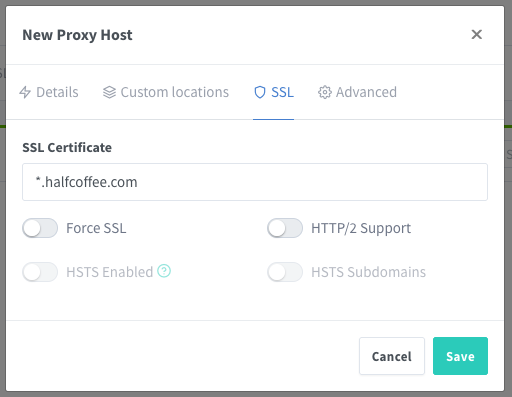 New Proxy Host
Details Custom locations SSL Advanced
SSL Certificate
*.halfcoffee.com
Force SSL HTTP/2 Support
HSTS Enabled HSTS Subdomains
Cancel Save